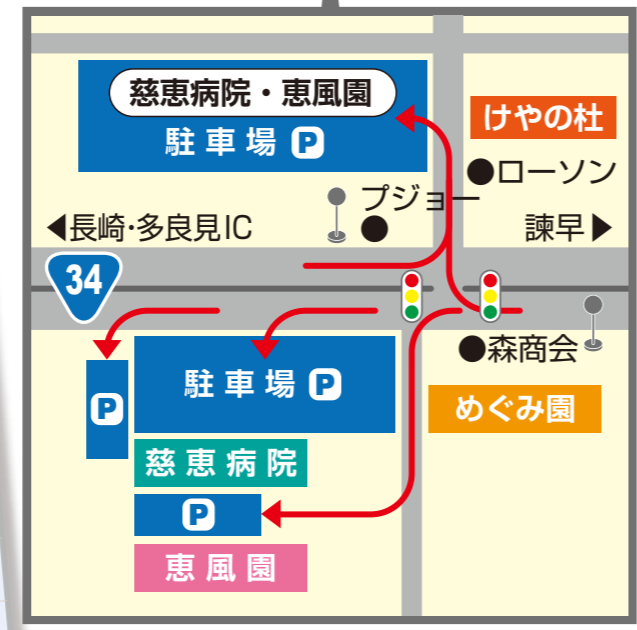 慈恵病院・恵風園
駐車場 P
けやの杜
●ローソン
プジョー
●
◀長崎・多良見IC
諫早▶
34
●森商会
駐車場 P
P
めぐみ園
慈恵病院
P
恵風園